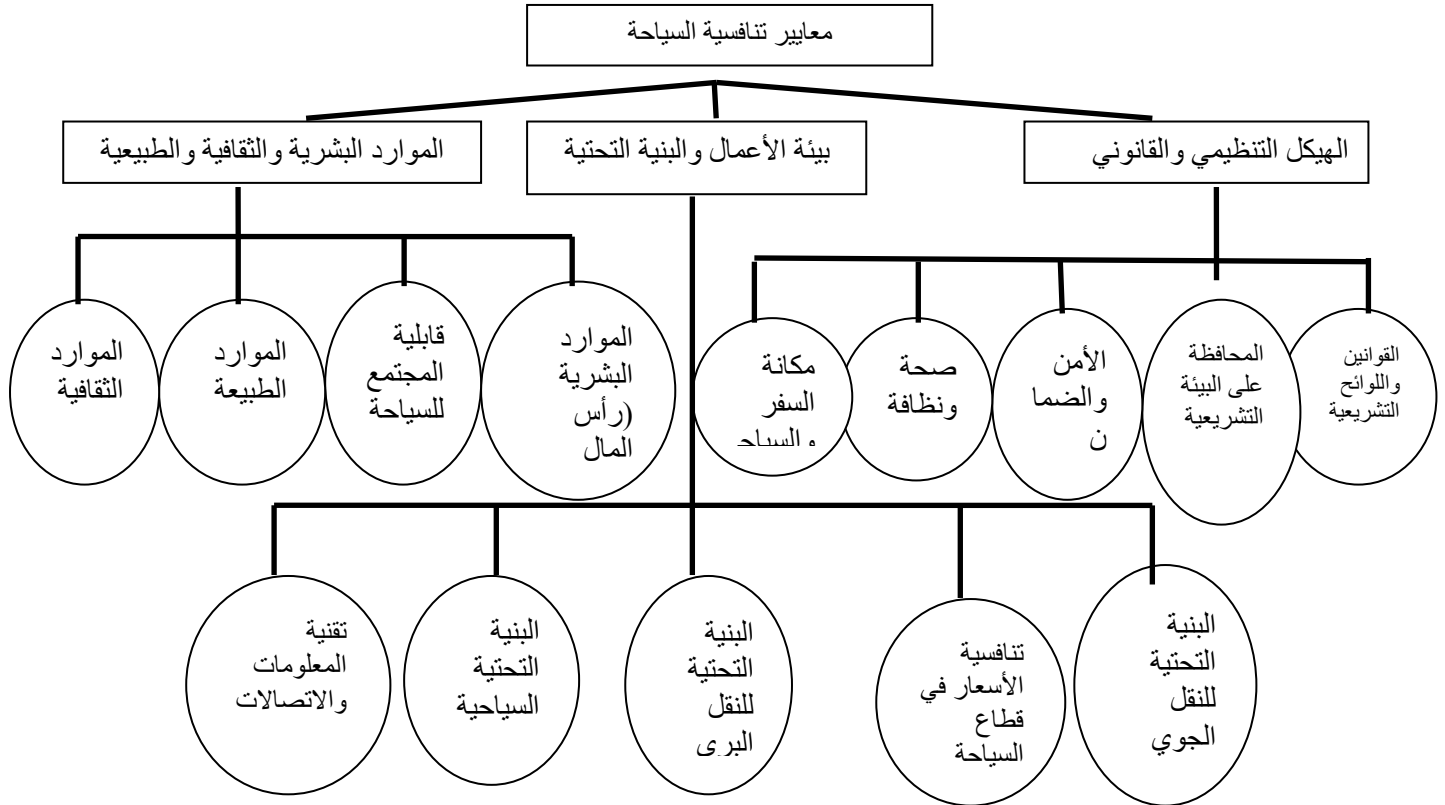 معايير تنافسية السياحة
الهيكل التنظيمي والقانوني
بيئة الأعمال والبنية التحتية
الموارد البشرية والثقافية والطبيعية
القوانين
واللوائح
التشريعية
المحافظة
على البيئة
التشريعية
الأمن
والضما
ن
صحة
ونظافة
مكانة
السفر
الموارد
البشرية
(رأس
المال
قابلية
المجتمع
للسياحة
الموارد
الطبيعة
الموارد
الثقافية
البنية
التحتية
للنقل
الجوي
تنافسية
الأسعار في
قطاع
السياحة
البنية
التحتية
للنقل
البري
البنية
التحتية
السياحية
تقنية
المعلومات
والاتصالات